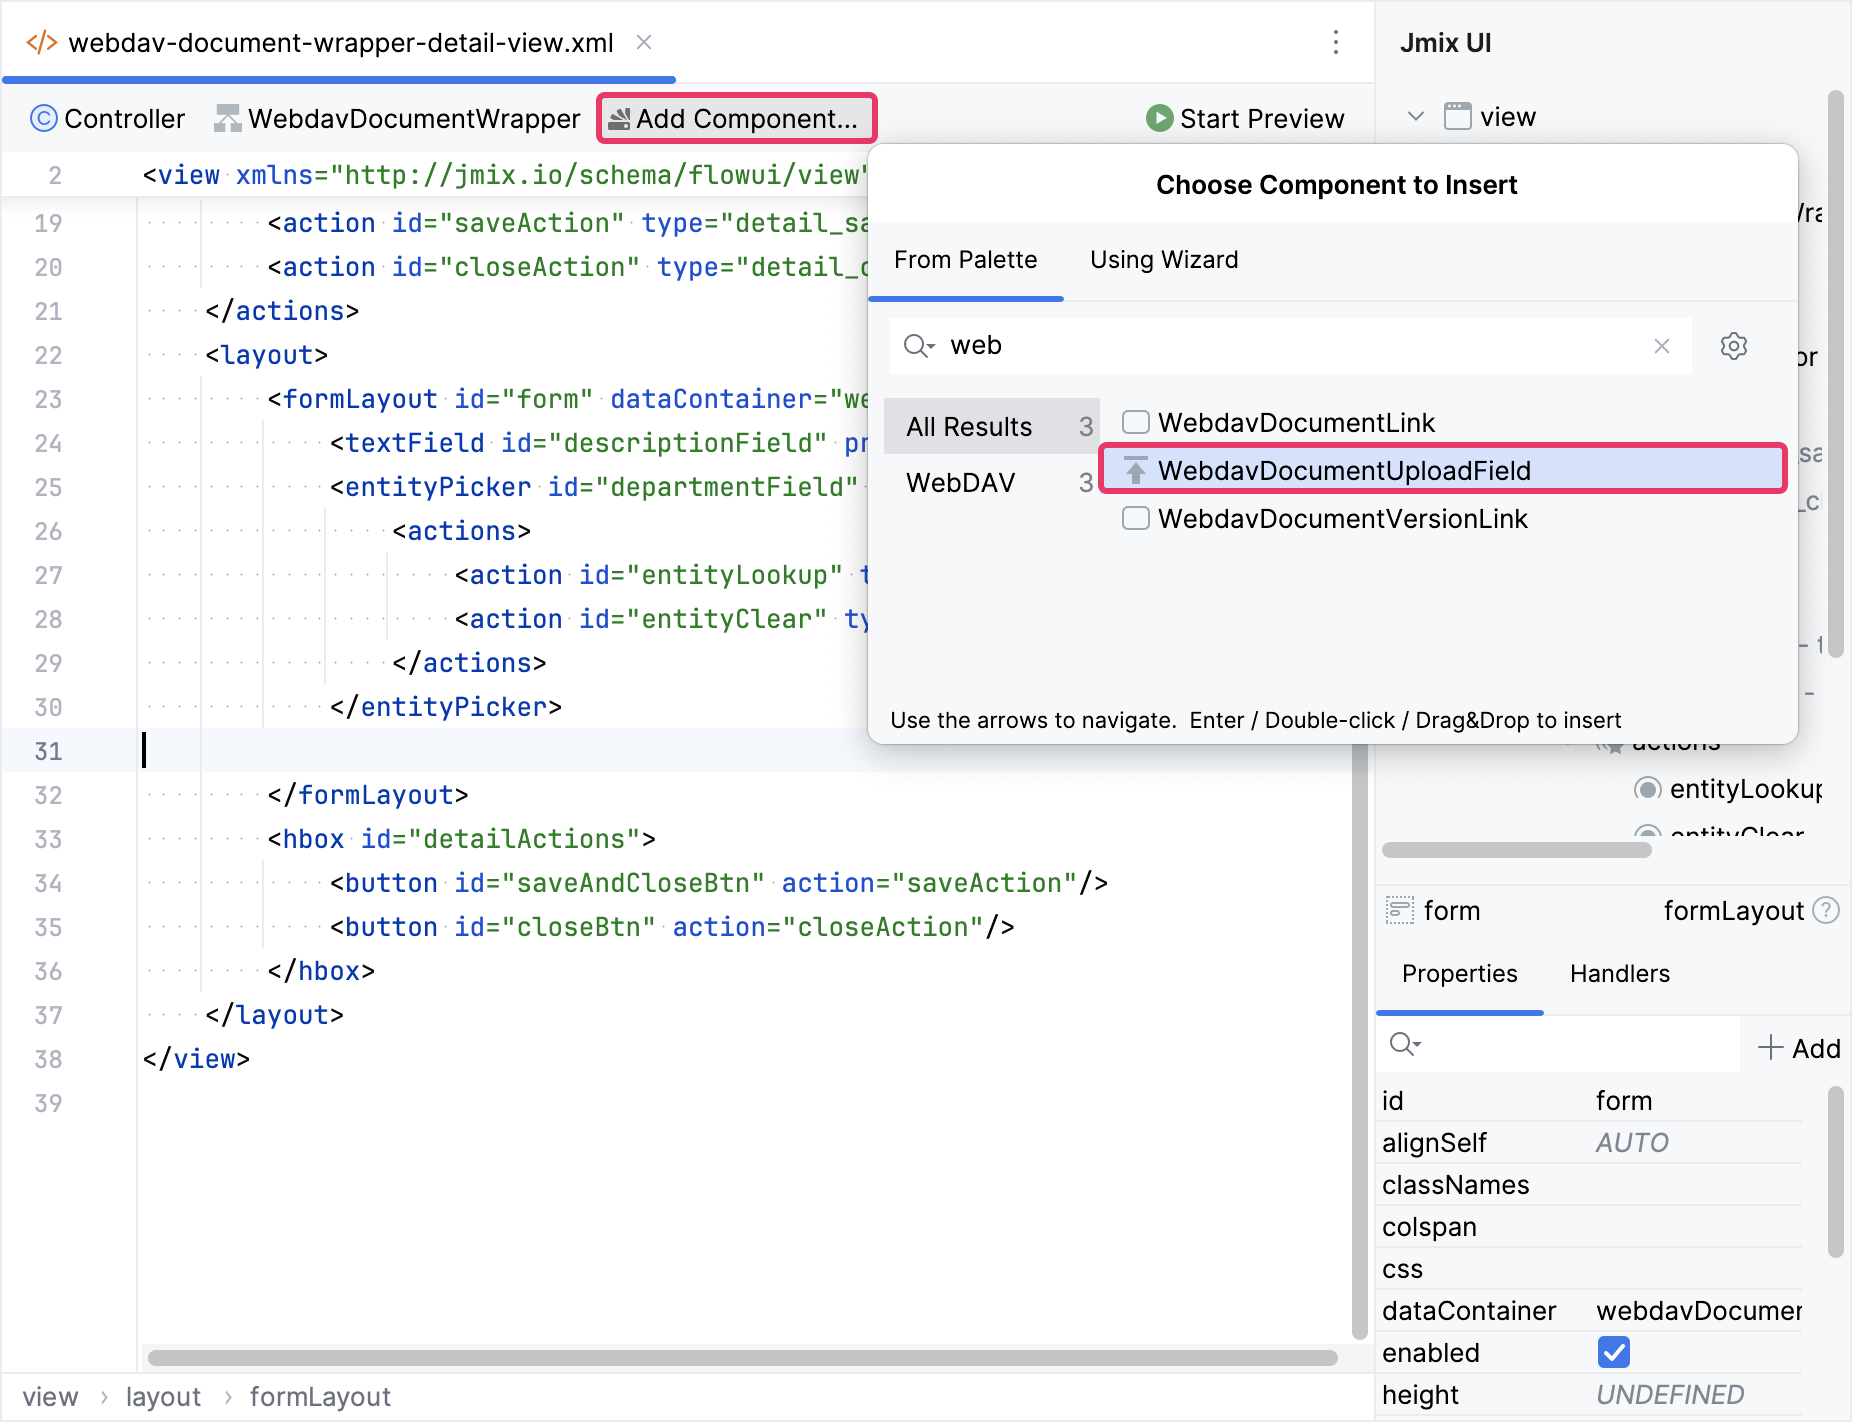 webdav-document-wrapper-detail-view.xml
Jmix UI
Controller WebdavDocumentWrapper Add Component... Start Preview
view
2 <view xmlns="http://jmix.io/schema/flowui/view"
19 <action id="saveAction" type="detail_sa
20 <action id="closeAction" type="detail_c
21 </actions>
22 <layout>
23 <formLayout id="form" dataContainer="we
24 <textField id="descriptionField" pr
25 <entityPicker id="departmentField"
26 <actions>
27 <action id="entityLookup" t
28 <action id="entityClear" ty
29 </actions>
30 </entityPicker>
31
32 </formLayout>
33 <hbox id="detailActions">
34 <button id="saveAndCloseBtn" action="saveAction"/>
35 <button id="closeBtn" action="closeAction"/>
36 </hbox>
37 </layout>
38 </view>
39
view › layout › formLayout
Choose Component to Insert
From Palette Using Wizard
web
All Results 3
WebDAV 3
WebdavDocumentLink
WebdavDocumentUploadField
WebdavDocumentVersionLink
Use the arrows to navigate. Enter / Double-click / Drag&Drop to insert
actions
entityLookup
entityClear
form formLayout
Properties Handlers
Add
id form
alignSelf AUTO
classNames
colspan
css
dataContainer webdavDocumen
enabled
height UNDEFINED